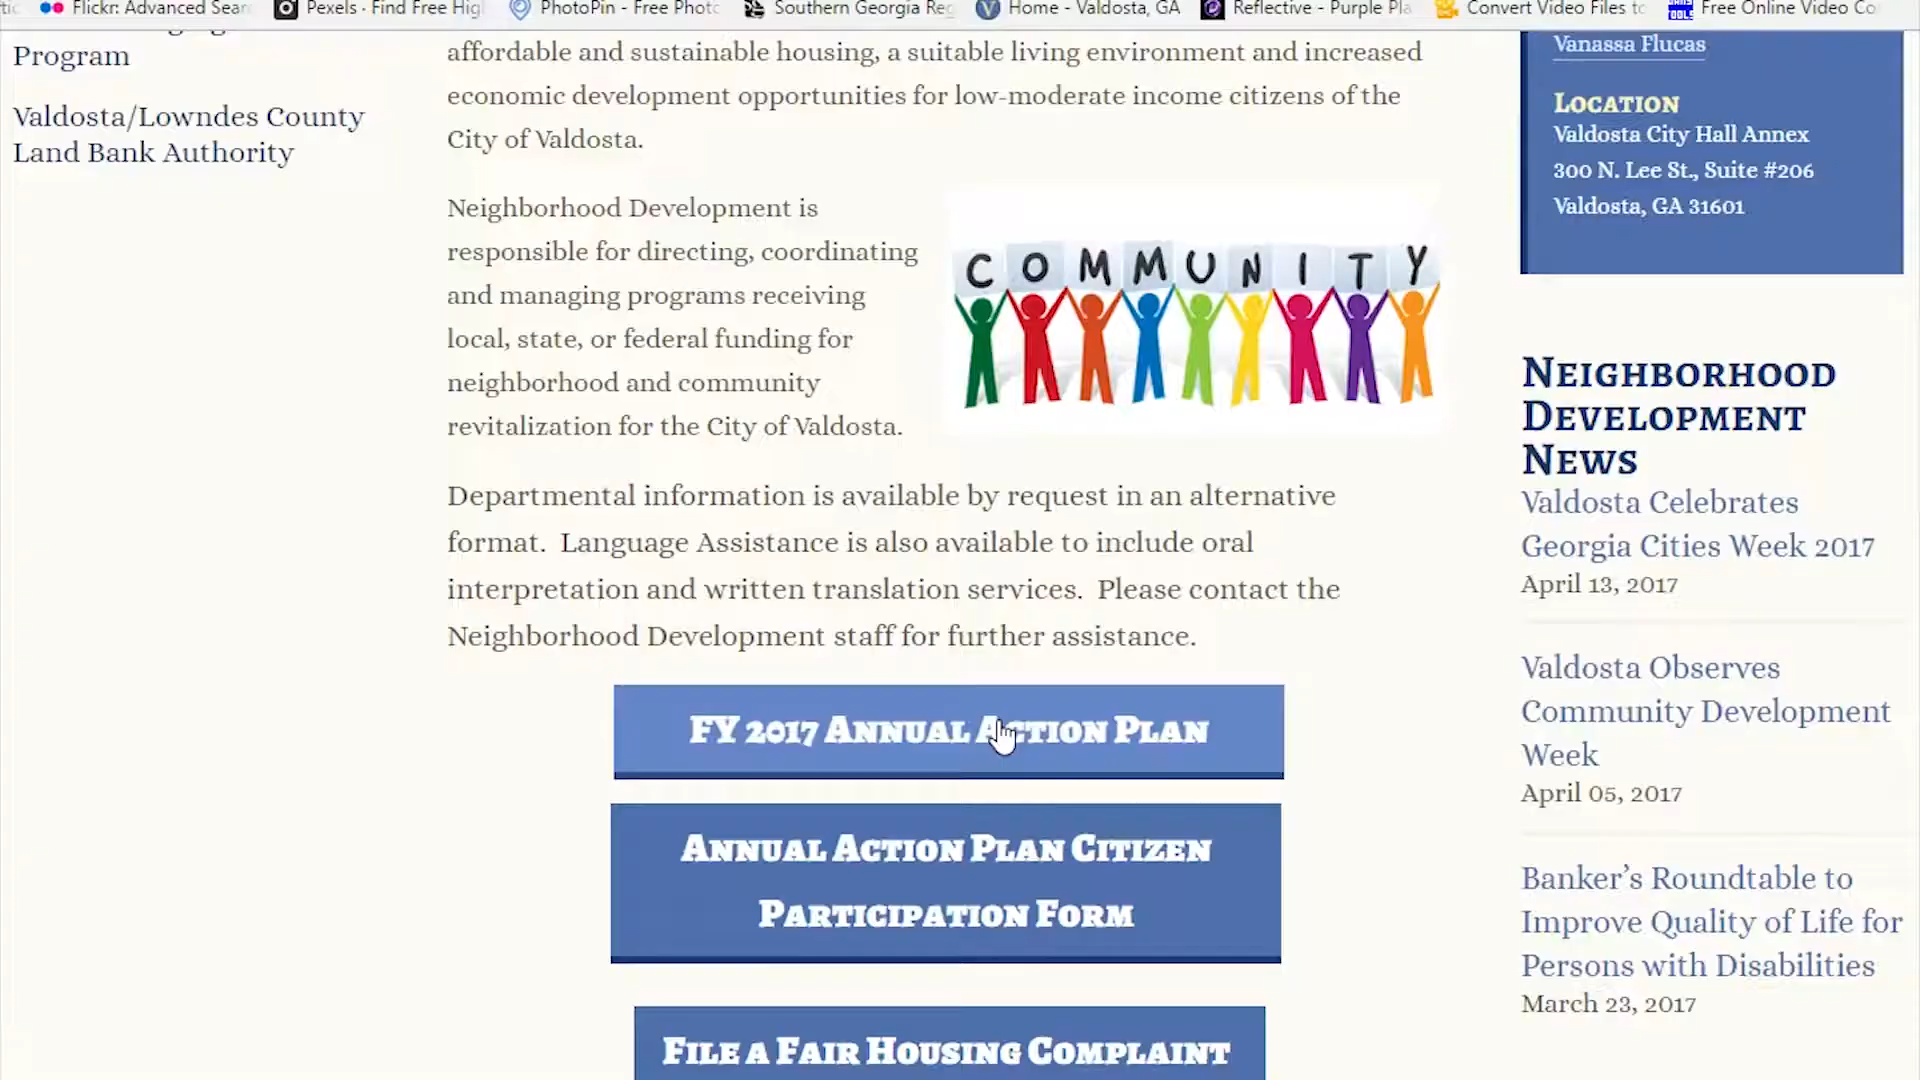 Flickr: Advanced Sear
Pexels · Find Free Hig
PhotoPin - Free Phot
Southern Georgia Reg
Home - Valdosta, GA
Reflective - Purple Pla
Convert Video Files to
Free Online Video Co
Program
Valdosta/Lowndes County
Land Bank Authority
affordable and sustainable housing, a suitable living environment and increased
economic development opportunities for low-moderate income citizens of the
City of Valdosta.
Neighborhood Development is
responsible for directing, coordinating
and managing programs receiving
local, state, or federal funding for
neighborhood and community
revitalization for the City of Valdosta.
COMMUNITY
Departmental information is available by request in an alternative
format.  Language Assistance is also available to include oral
interpretation and written translation services.  Please contact the
Neighborhood Development staff for further assistance.
FY 2017 Annual Action Plan
Annual Action Plan Citizen
Participation Form
File a Fair Housing Complaint
Vanassa Flucas
Location
Valdosta City Hall Annex
300 N. Lee St., Suite #206
Valdosta, GA 31601
Neighborhood
Development
News
Valdosta Celebrates
Georgia Cities Week 2017
April 13, 2017
Valdosta Observes
Community Development
Week
April 05, 2017
Banker’s Roundtable to
Improve Quality of Life for
Persons with Disabilities
March 23, 2017